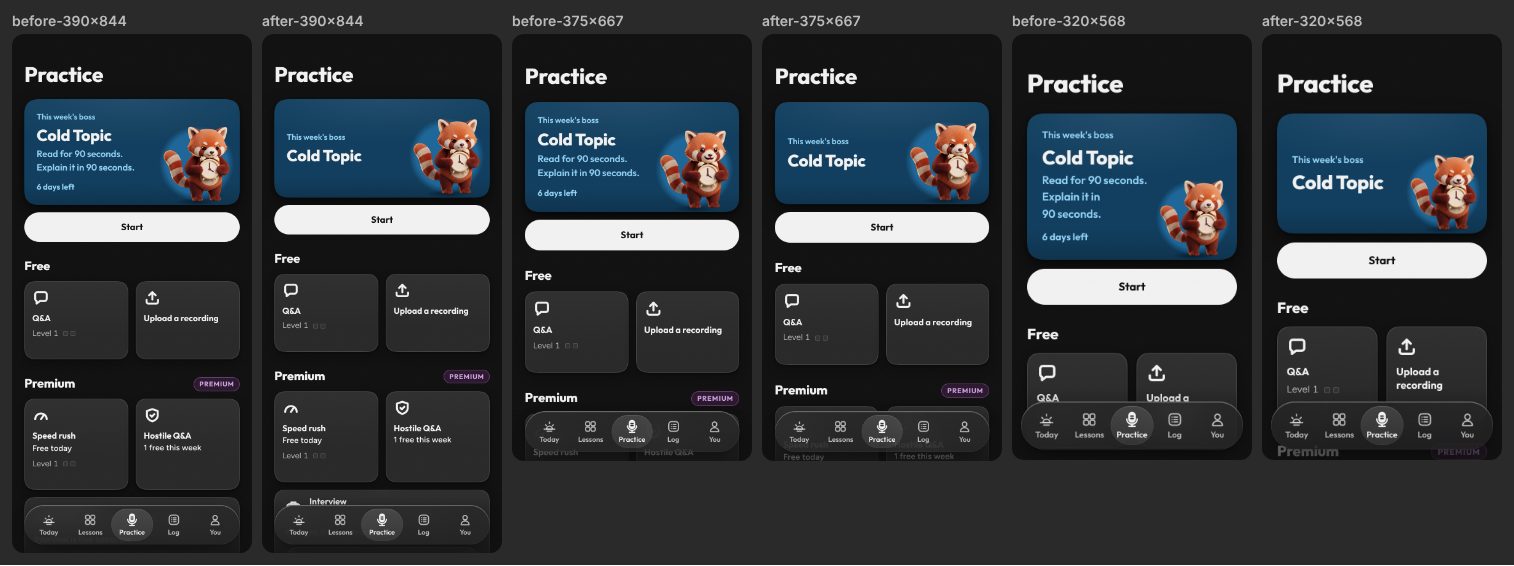 before-390×844
Practice
This week's boss
Cold Topic
Read for 90 seconds.
Explain it in 90 seconds.
6 days left
Start
Free
Q&A
Level 1
Upload a recording
Premium
PREMIUM
Speed rush
Free today
Level 1
Hostile Q&A
1 free this week
Today
Lessons
Practice
Log
You
after-390×844
Practice
This week's boss
Cold Topic
Start
Free
Q&A
Level 1
Upload a recording
Premium
PREMIUM
Speed rush
Free today
Level 1
Hostile Q&A
1 free this week
Interview
Today
Lessons
Practice
Log
You
before-375×667
Practice
This week's boss
Cold Topic
Read for 90 seconds.
Explain it in 90 seconds.
6 days left
Start
Free
Q&A
Level 1
Upload a recording
Premium
PREMIUM
Today
Lessons
Practice
Log
You
Speed rush
Hostile Q&A
after-375×667
Practice
This week's boss
Cold Topic
Start
Free
Q&A
Level 1
Upload a recording
Premium
PREMIUM
Today
Lessons
Practice
Log
You
Speed rush
Free today
Hostile Q&A
1 free this week
before-320×568
Practice
This week's boss
Cold Topic
Read for 90 seconds.
Explain it in
90 seconds.
6 days left
Start
Free
Q&A
Upload a
Today
Lessons
Practice
Log
You
after-320×568
Practice
This week's boss
Cold Topic
Start
Free
Q&A
Level 1
Upload a
recording
Today
Lessons
Practice
Log
You
Premium
PREMIUM